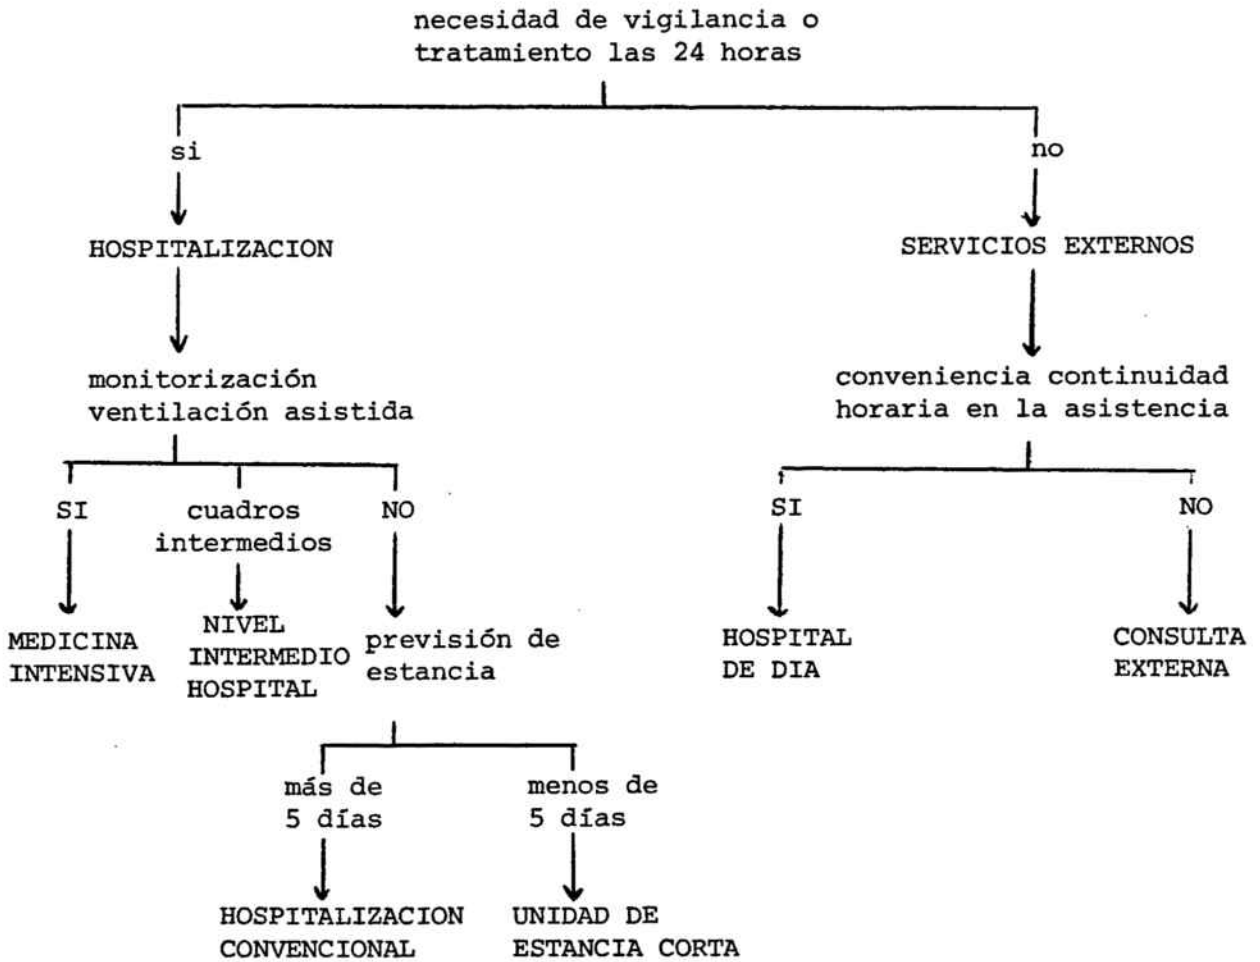 necesidad de vigilancia o
tratamiento las 24 horas
si
no
HOSPITALIZACION
SERVICIOS EXTERNOS
monitorización
ventilación asistida
conveniencia continuidad
horaria en la asistencia
SI
cuadros
intermedios
NO
SI
NO
MEDICINA
INTENSIVA
NIVEL
INTERMEDIO
HOSPITAL
previsión de
estancia
HOSPITAL
DE DIA
CONSULTA
EXTERNA
más de
5 días
menos de
5 días
HOSPITALIZACION
CONVENCIONAL
UNIDAD DE
ESTANCIA CORTA